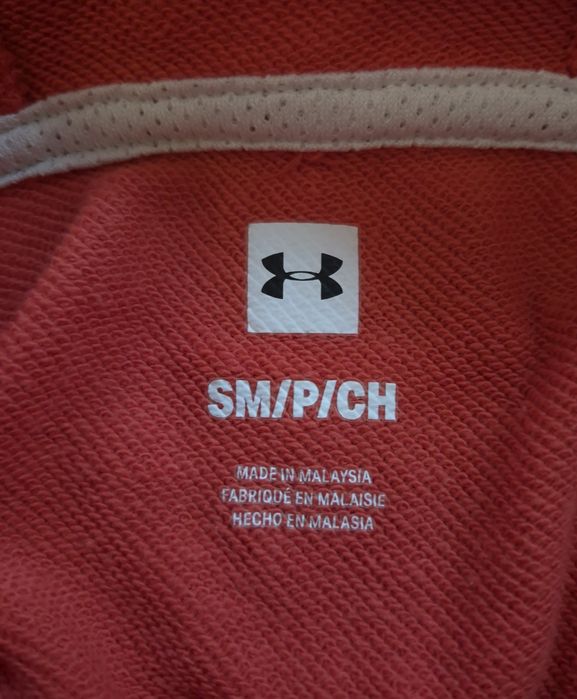 SM/P/CH
MADE IN MALAYSIA
FABRIQUÉ EN MALAISIE
HECHO EN MALASIA